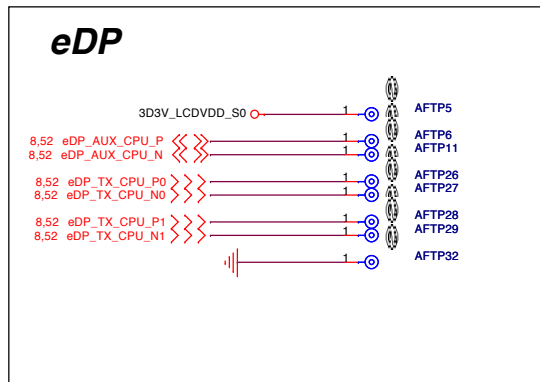 eDP
3D3V_LCDVDD_S0 1 AFTP5
8,52 eDP_AUX_CPU_P 1 AFTP6
8,52 eDP_AUX_CPU_N 1 AFTP11
8,52 eDP_TX_CPU_P0 1 AFTP26
8,52 eDP_TX_CPU_N0 1 AFTP27
8,52 eDP_TX_CPU_P1 1 AFTP28
8,52 eDP_TX_CPU_N1 1 AFTP29
1 AFTP32